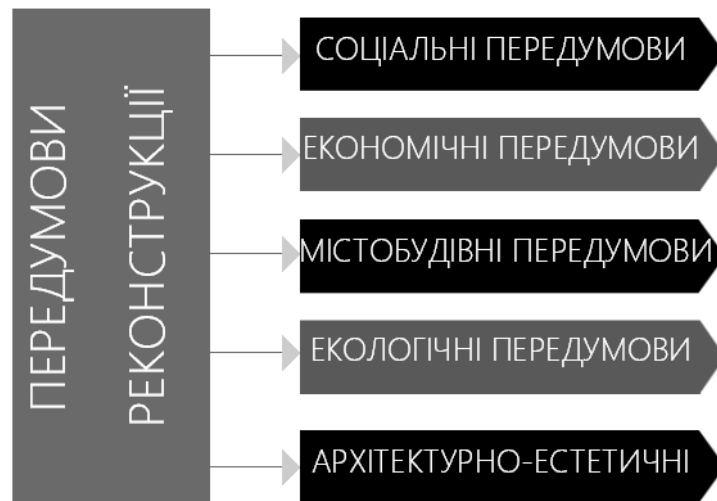 ПЕРЕДУМОВИ
РЕКОНСТРУКЦІЇ
СОЦІАЛЬНІ ПЕРЕДУМОВИ
ЕКОНОМІЧНІ ПЕРЕДУМОВИ
МІСТОБУДІВНІ ПЕРЕДУМОВИ
ЕКОЛОГІЧНІ ПЕРЕДУМОВИ
АРХІТЕКТУРНО-ЕСТЕТИЧНІ